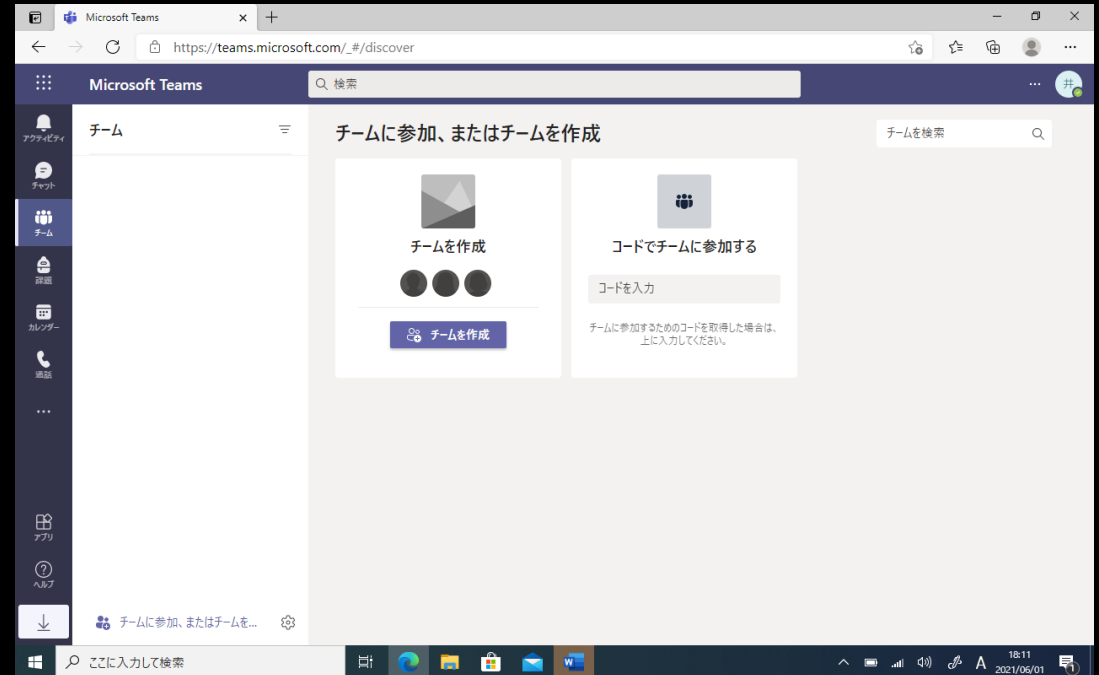 Microsoft Teams
https://teams.microsoft.com/_#/discover
Microsoft Teams
検索
井
アクティビティ
チャット
チーム
課題
カレンダー
通話
アプリ
ヘルプ
チーム
チームに参加、またはチームを...
チームに参加、またはチームを作成
チームを検索
チームを作成
チームを作成
コードでチームに参加する
コードを入力
チームに参加するためのコードを取得した場合は、
上に入力してください。
ここに入力して検索
A
18:11
2021/06/01
1